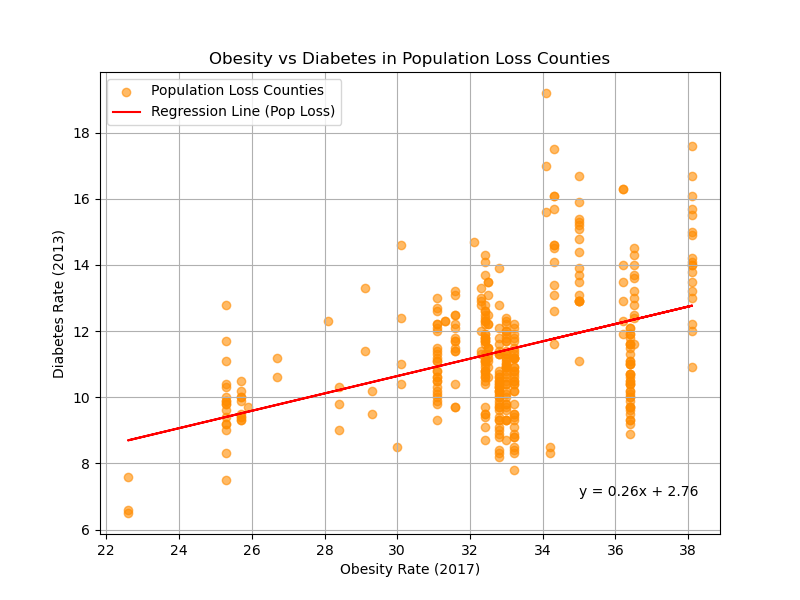 Obesity vs Diabetes in Population Loss Counties
Population Loss Counties
Regression Line (Pop Loss)
18
16
14
12
10
8
6
Diabetes Rate (2013)
y = 0.26x + 2.76
22 24 26 28 30 32 34 36 38
Obesity Rate (2017)